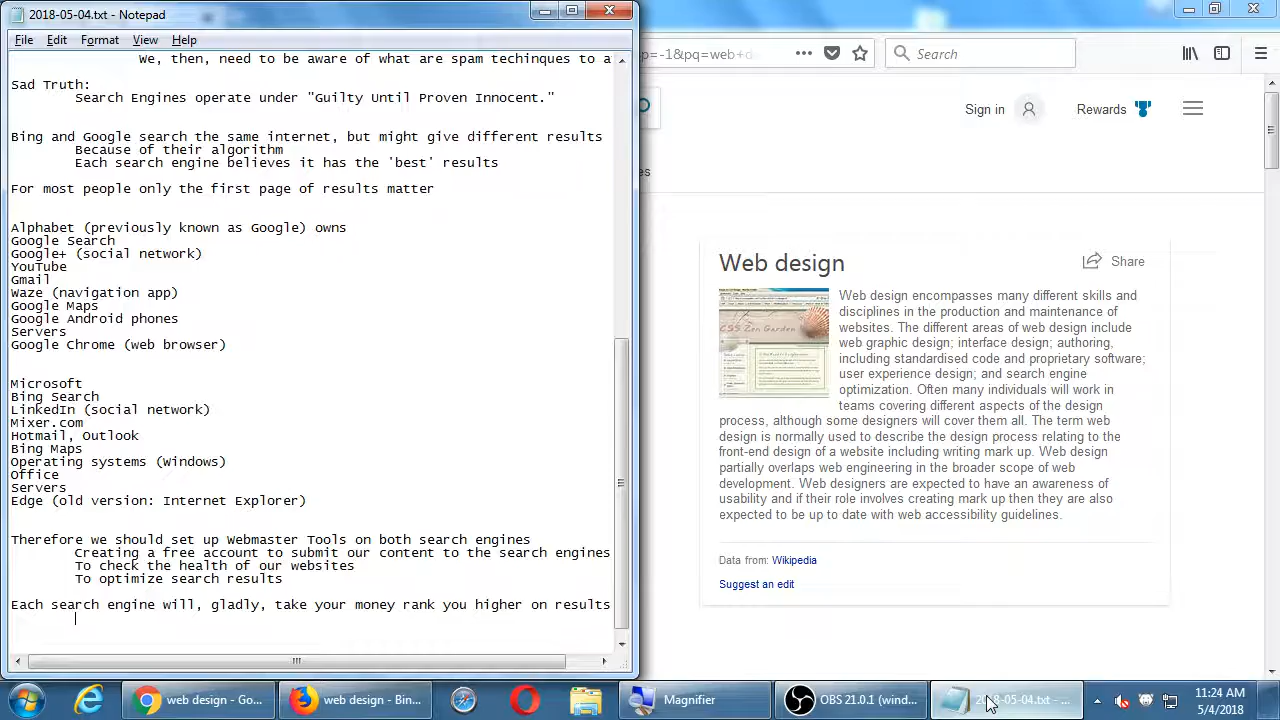 2018-05-04.txt - Notepad
File Edit Format View Help
We, then, need to be aware of what are spam techinques to a
Sad Truth:
Search Engines operate under "Guilty Until Proven Innocent."
Bing and Google search the same internet, but might give different results
Because of their algorithm
Each search engine believes it has the 'best' results
For most people only the first page of results matter
Alphabet (previously known as Google) owns
Google Search
Google+ (social network)
YouTube
Gmail
Waze (navigation app)
Google Maps
Google Android phones
Servers
Google Chrome (web browser)
Microsoft
Bing Search
LinkedIn (social network)
Mixer.com
Hotmail, Outlook
Bing Maps
Operating systems (Windows)
Office
Servers
Edge (old version: Internet Explorer)
Therefore we should set up Webmaster Tools on both search engines
Creating a free account to submit our content to the search engines
To check the health of our websites
To optimize search results
Each search engine will, gladly, take your money rank you higher on results
p=-1&pq=web+d
Search
Sign in
Rewards
es
Web design
Share
Web design encompasses many different skills and
disciplines in the production and maintenance of
websites. The different areas of web design include
web graphic design; interface design; authoring,
including standardised code and proprietary software;
user experience design; and search engine
optimization. Often many individuals will work in
teams covering different aspects of the design
process, although some designers will cover them all. The term web
design is normally used to describe the design process relating to the
front-end design of a website including writing mark up. Web design
partially overlaps web engineering in the broader scope of web
development. Web designers are expected to have an awareness of
usability and if their role involves creating mark up then they are also
expected to be up to date with web accessibility guidelines.
CSS Zen Garden
Data from: Wikipedia
Suggest an edit
web design - Go...
web design - Bin...
Magnifier
OBS 21.0.1 (wind...
2018-05-04.txt - ...
11:24 AM
5/4/2018